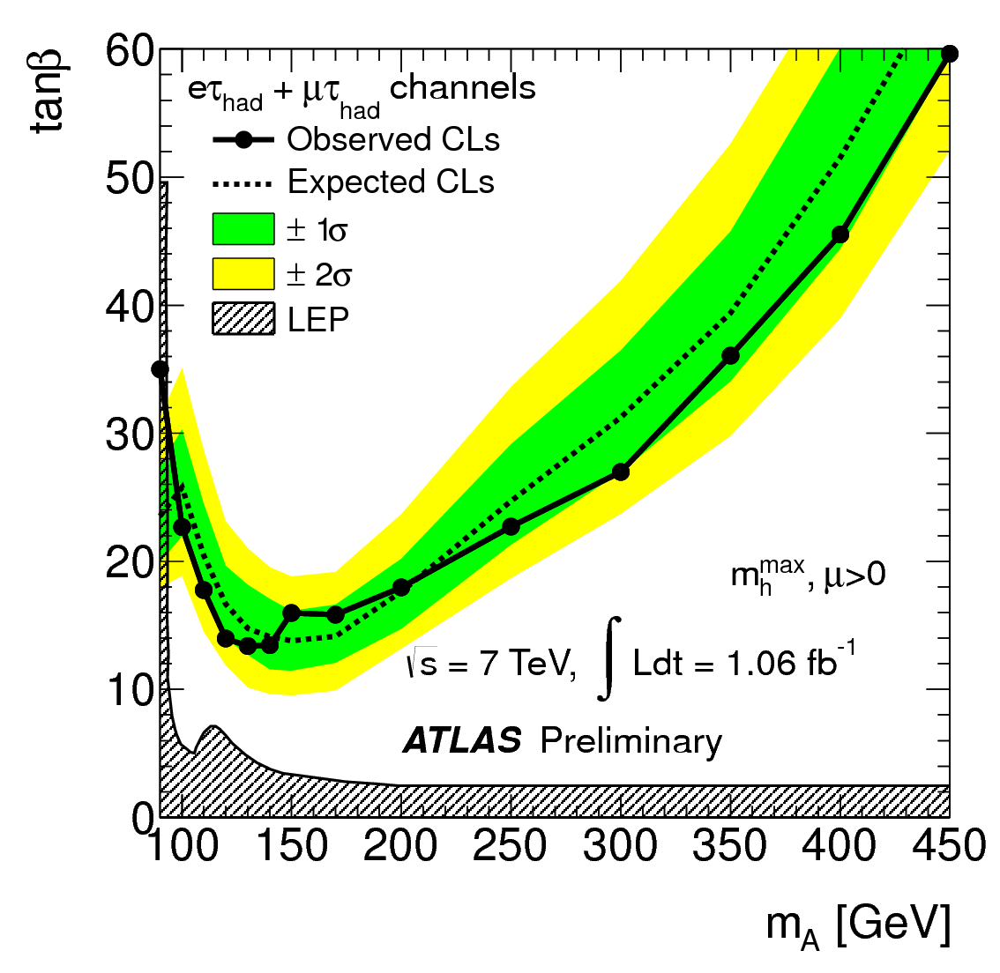 tanβ
60
50
40
30
20
10
0
eτhad + μτhad channels
Observed CLs
Expected CLs
± 1σ
± 2σ
LEP
mhmax, μ>0
√s = 7 TeV, ∫ Ldt = 1.06 fb-1
ATLAS Preliminary
100 150 200 250 300 350 400 450
mA [GeV]